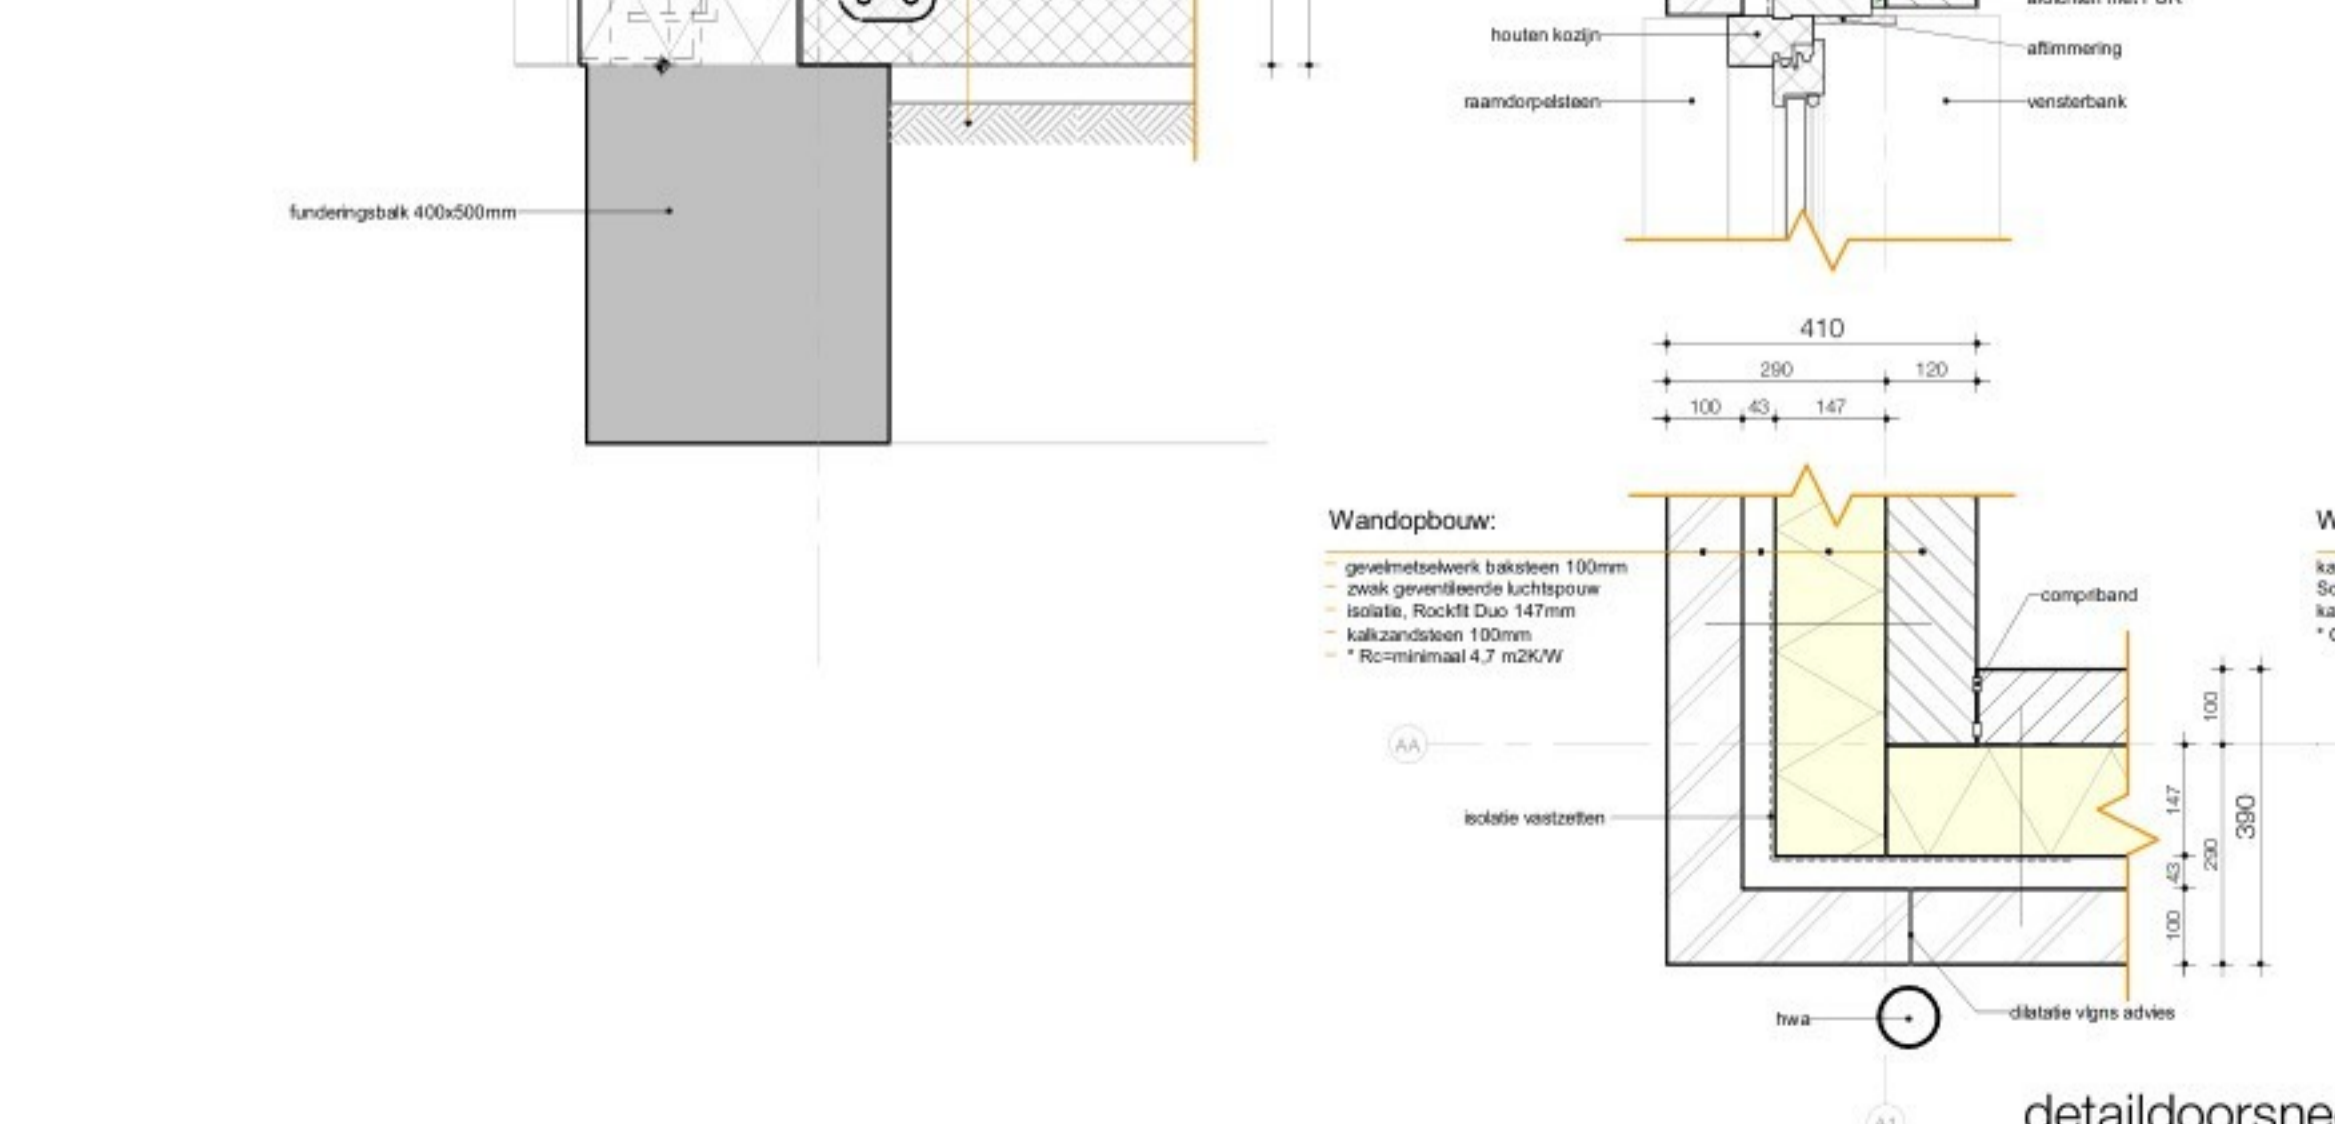 houten kozijn
aftimmering
raamdorpelsteen
vensterbank
funderingsbalk 400x500mm
410
290
120
100
43
147
Wandopbouw:
gevelmetselwerk baksteen 100mm
zwak geventileerde luchtspouw
isolatie, Rockfit Duo 147mm
kalkzandsteen 100mm
* Rc=minimaal 4,7 m2K/W
compriband
100
AA
147
390
290
43
100
isolatie vastzetten
hwa
dilatatie vlgns advies
A1
detaildoorsne